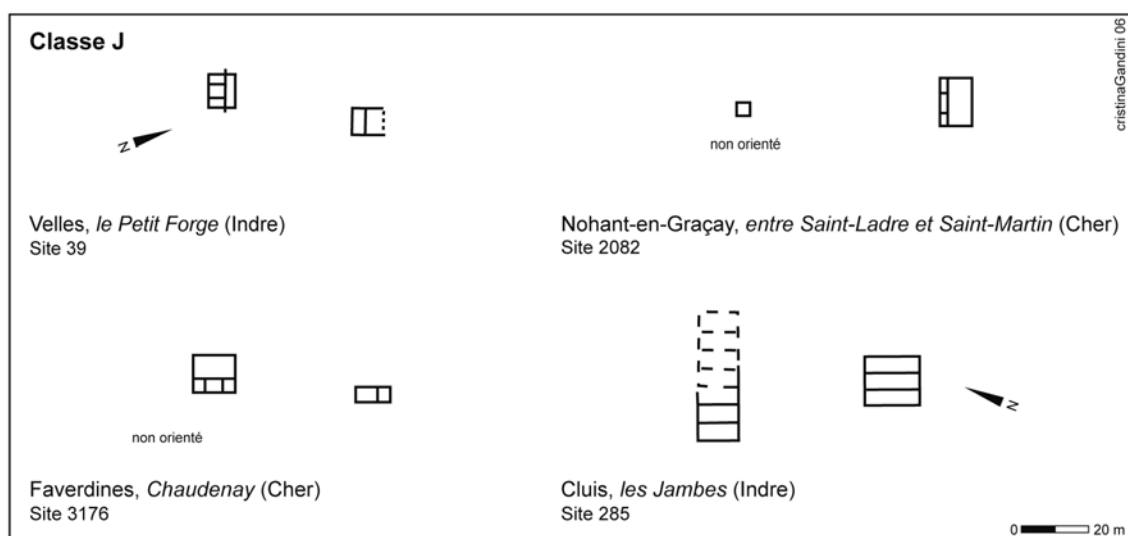 Classe J
cristinaGandini 06
N
non orienté
Velles, le Petit Forge (Indre)
Site 39
Nohant-en-Graçay, entre Saint-Ladre et Saint-Martin (Cher)
Site 2082
non orienté
N
Faverdines, Chaudenay (Cher)
Site 3176
Cluis, les Jambes (Indre)
Site 285
0 20 m